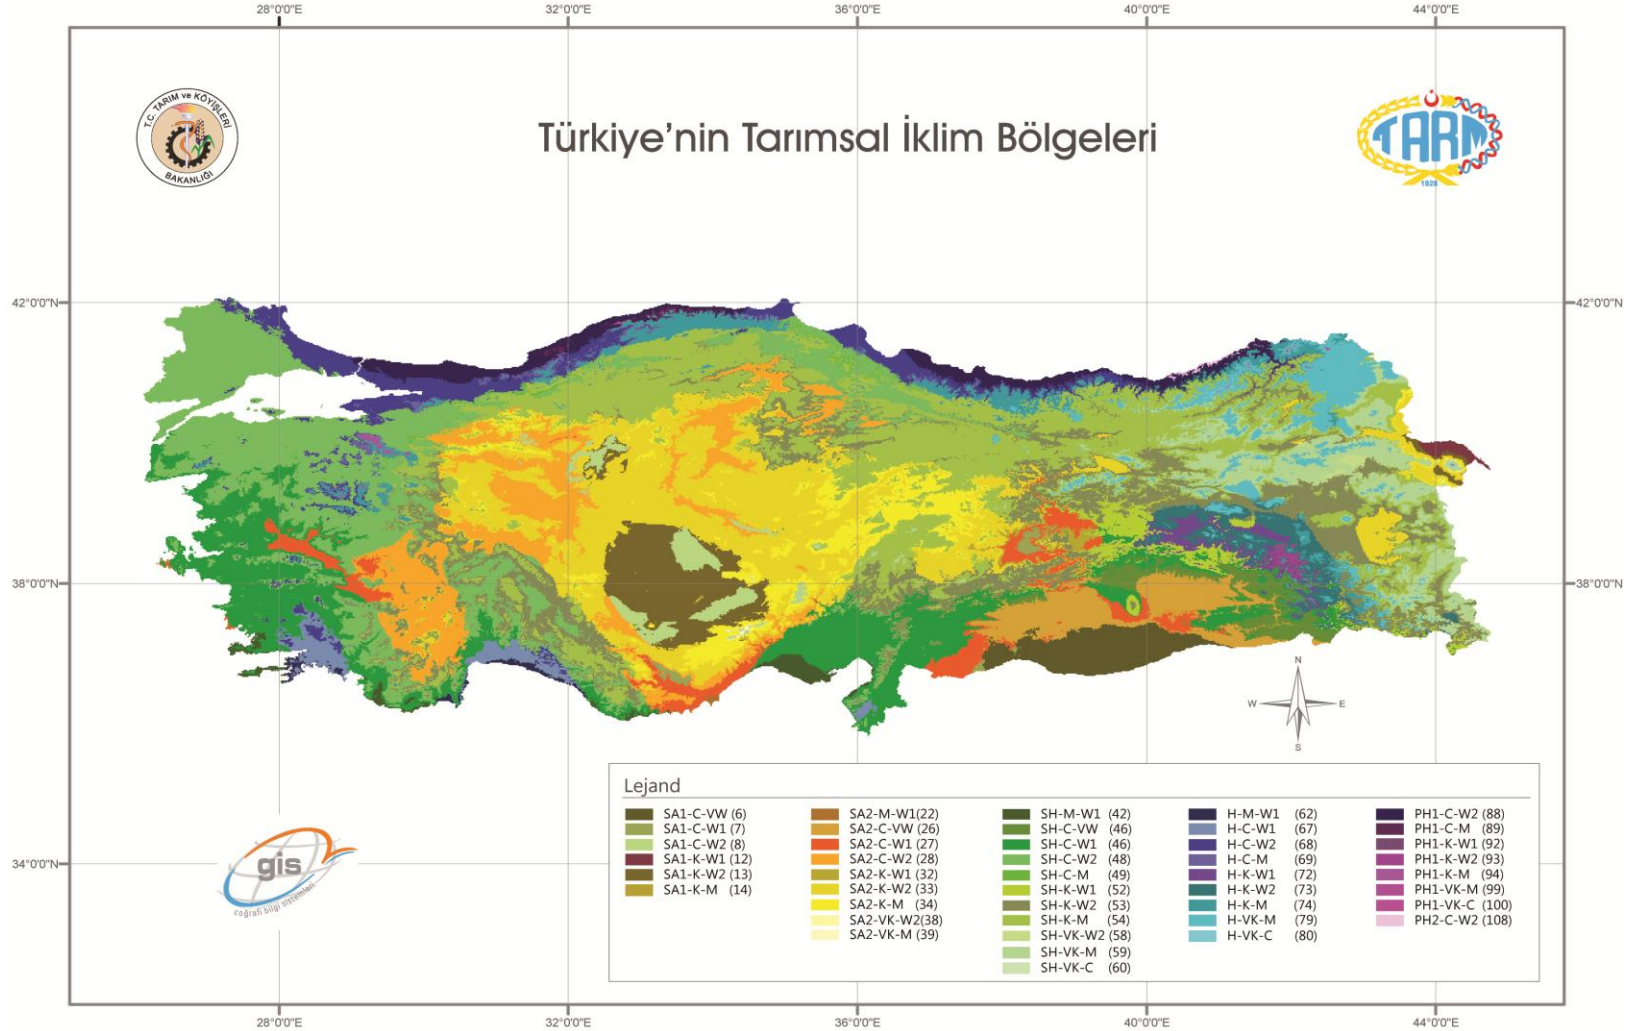 28°0'0"E 32°0'0"E 36°0'0"E 40°0'0"E 44°0'0"E
T.C. TARIM ve KÖYİŞLERİ
BAKANLIĞI
Türkiye'nin Tarımsal İklim Bölgeleri
TARM
1926
42°0'0"N 42°0'0"N
38°0'0"N 38°0'0"N
N
W E
S
Lejand
SA1-C-VW (6)
SA1-C-W1 (7)
SA1-C-W2 (8)
SA1-K-W1 (12)
SA1-K-W2 (13)
SA1-K-M (14)
SA2-M-W1(22)
SA2-C-VW (26)
SA2-C-W1 (27)
SA2-C-W2 (28)
SA2-K-W1 (32)
SA2-K-W2 (33)
SA2-K-M (34)
SA2-VK-W2(38)
SA2-VK-M (39)
SH-M-W1 (42)
SH-C-VW (46)
SH-C-W1 (46)
SH-C-W2 (48)
SH-C-M (49)
SH-K-W1 (52)
SH-K-W2 (53)
SH-K-M (54)
SH-VK-W2 (58)
SH-VK-M (59)
SH-VK-C (60)
H-M-W1 (62)
H-C-W1 (67)
H-C-W2 (68)
H-C-M (69)
H-K-W1 (72)
H-K-W2 (73)
H-K-M (74)
H-VK-M (79)
H-VK-C (80)
PH1-C-W2 (88)
PH1-C-M (89)
PH1-K-W1 (92)
PH1-K-W2 (93)
PH1-K-M (94)
PH1-VK-M (99)
PH1-VK-C (100)
PH2-C-W2 (108)
34°0'0"N 34°0'0"N
gis
coğrafi bilgi sistemleri
28°0'0"E 32°0'0"E 36°0'0"E 40°0'0"E 44°0'0"E